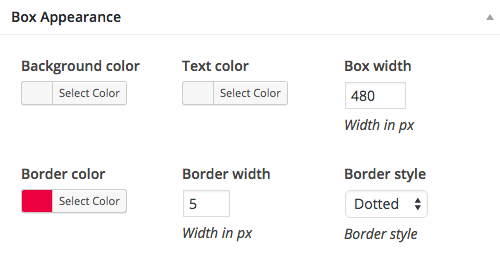 Box Appearance
Background color
Text color
Box width
Select Color
Select Color
480
Width in px
Border color
Border width
Border style
Select Color
5
Dotted
Width in px
Border style